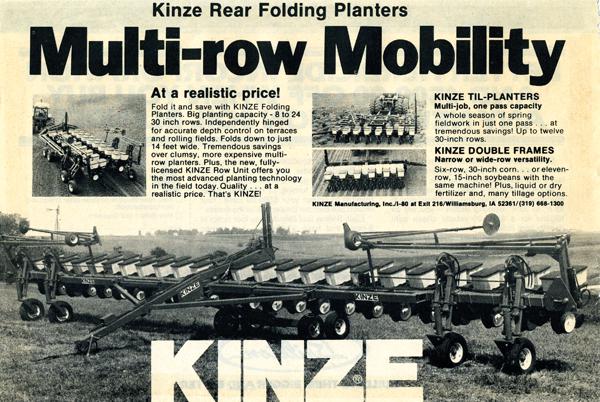 Kinze Rear Folding Planters
Multi-row Mobility
At a realistic price!
Fold it and save with KINZE Folding
Planters. Big planting capacity - 8 to 24
30 inch rows. Independently hinged
for accurate depth control on terraces
and rolling fields. Folds down to just
14 feet wide. Tremendous savings
over clumsy, more expensive multi-
row planters. Plus, the new, fully-
licensed KINZE Row Unit offers you
the most advanced planting technology
in the field today. Quality . . . at a
realistic price. That's KINZE!
KINZE TIL-PLANTERS
Multi-job, one pass capacity
A whole season of spring
fieldwork in just one pass . . . at
tremendous savings! Up to twelve
30-inch rows.
KINZE DOUBLE FRAMES
Narrow or wide-row versatility.
Six-row, 30-inch corn. . . or eleven-
row, 15-inch soybeans with the
same machine! Plus, liquid or dry
fertilizer and, many tillage options.
KINZE Manufacturing, Inc./I-80 at Exit 216/Williamsburg, IA 52361/(319) 668-1300
KINZE
KINZE
KINZE
KINZE®